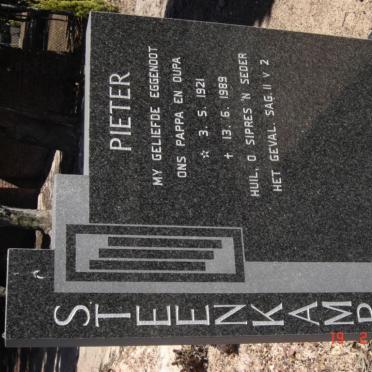 STEENKAMP
PIETER
MY GELIEFDE EGGENOOT
ONS PAPPA EN OUPA
☆ 3. 5. 1921
+ 13. 6. 1989
HUIL, O SIPRES 'N SEDER
HET GEVAL. SAG. 11 V 2